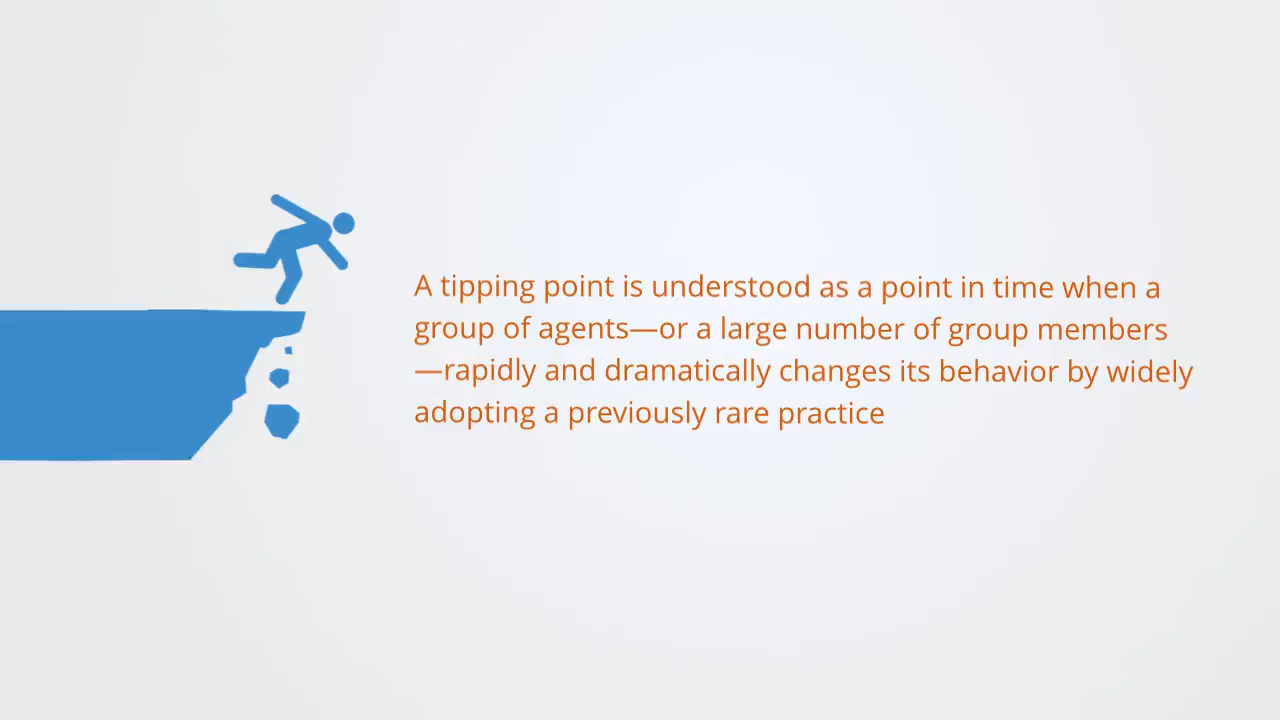 A tipping point is understood as a point in time when a
group of agents—or a large number of group members
—rapidly and dramatically changes its behavior by widely
adopting a previously rare practice